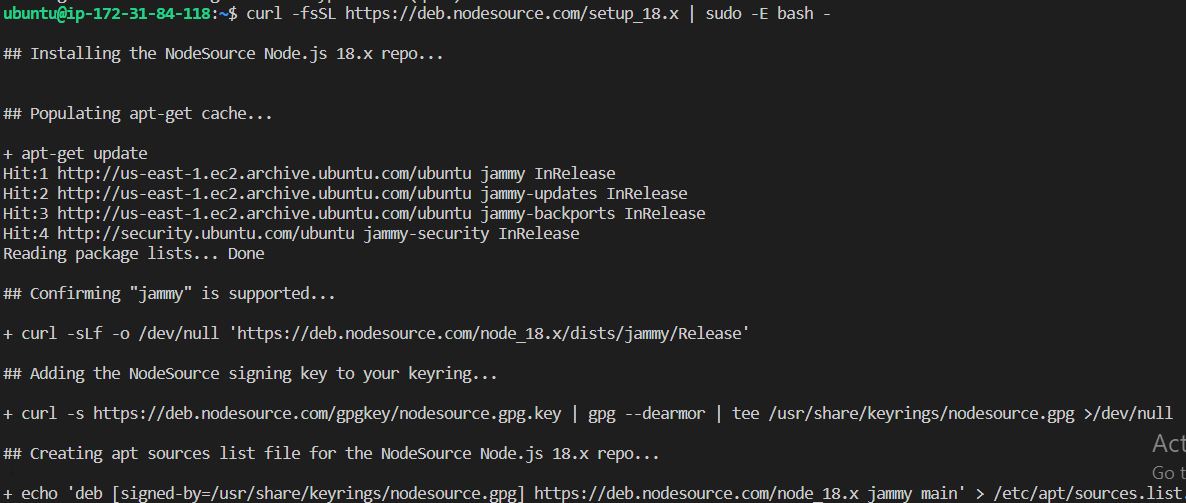 ubuntu@ip-172-31-84-118:~$ curl -fsSL https://deb.nodesource.com/setup_18.x | sudo -E bash -
## Installing the NodeSource Node.js 18.x repo...
## Populating apt-get cache...
+ apt-get update
Hit:1 http://us-east-1.ec2.archive.ubuntu.com/ubuntu jammy InRelease
Hit:2 http://us-east-1.ec2.archive.ubuntu.com/ubuntu jammy-updates InRelease
Hit:3 http://us-east-1.ec2.archive.ubuntu.com/ubuntu jammy-backports InRelease
Hit:4 http://security.ubuntu.com/ubuntu jammy-security InRelease
Reading package lists... Done
## Confirming "jammy" is supported...
+ curl -sLf -o /dev/null 'https://deb.nodesource.com/node_18.x/dists/jammy/Release'
## Adding the NodeSource signing key to your keyring...
+ curl -s https://deb.nodesource.com/gpgkey/nodesource.gpg.key | gpg --dearmor | tee /usr/share/keyrings/nodesource.gpg >/dev/null
## Creating apt sources list file for the NodeSource Node.js 18.x repo...
Act
Go t
+ echo 'deb [signed-by=/usr/share/keyrings/nodesource.gpg] https://deb.nodesource.com/node_18.x jammy main' > /etc/apt/sources.list